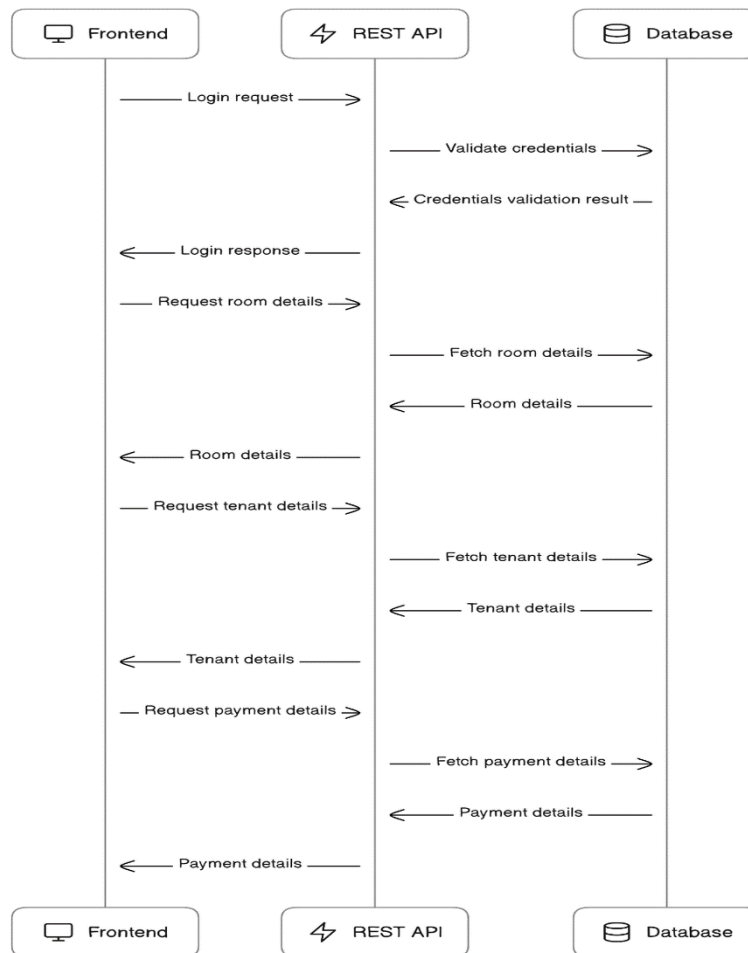 Frontend
REST API
Database
Login request
Validate credentials
Credentials validation result
Login response
Request room details
Fetch room details
Room details
Room details
Request tenant details
Fetch tenant details
Tenant details
Tenant details
Request payment details
Fetch payment details
Payment details
Payment details
Frontend
REST API
Database